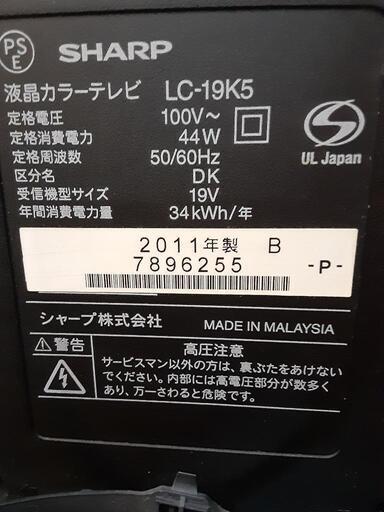 PS
E
SHARP
液晶カラーテレビ LC-19K5
定格電圧 100V~
定格消費電力 44W
定格周波数 50/60Hz
区分名 DK
受信機型サイズ 19V
年間消費電力量 34kWh/年
S
UL Japan
2011年製 B
7896255 -P-
シャープ株式会社 MADE IN MALAYSIA
警告 高圧注意
サービスマン以外の方は、裏ぶたをあけないで
でください。内部には高電圧部分が数多く
あり、万一さわると危険です。